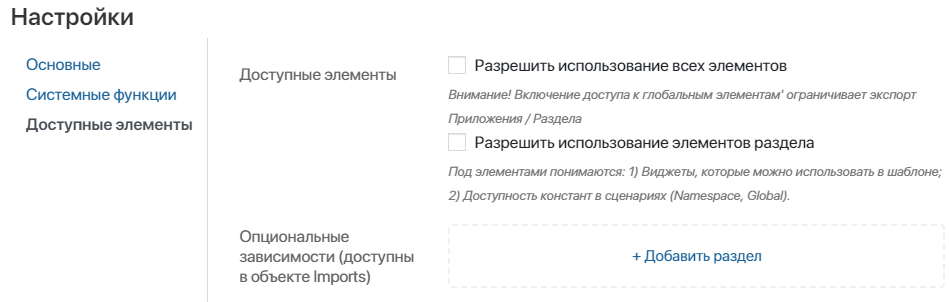 Настройки
Основные
Системные функции
Доступные элементы
Доступные элементы
Разрешить использование всех элементов
Внимание! Включение доступа к глобальным элементам' ограничивает экспорт
Приложения / Раздела
Разрешить использование элементов раздела
Под элементами понимаются: 1) Виджеты, которые можно использовать в шаблоне;
2) Доступность констант в сценариях (Namespace, Global).
Опциональные
зависимости (доступны
в объекте Imports)
+ Добавить раздел